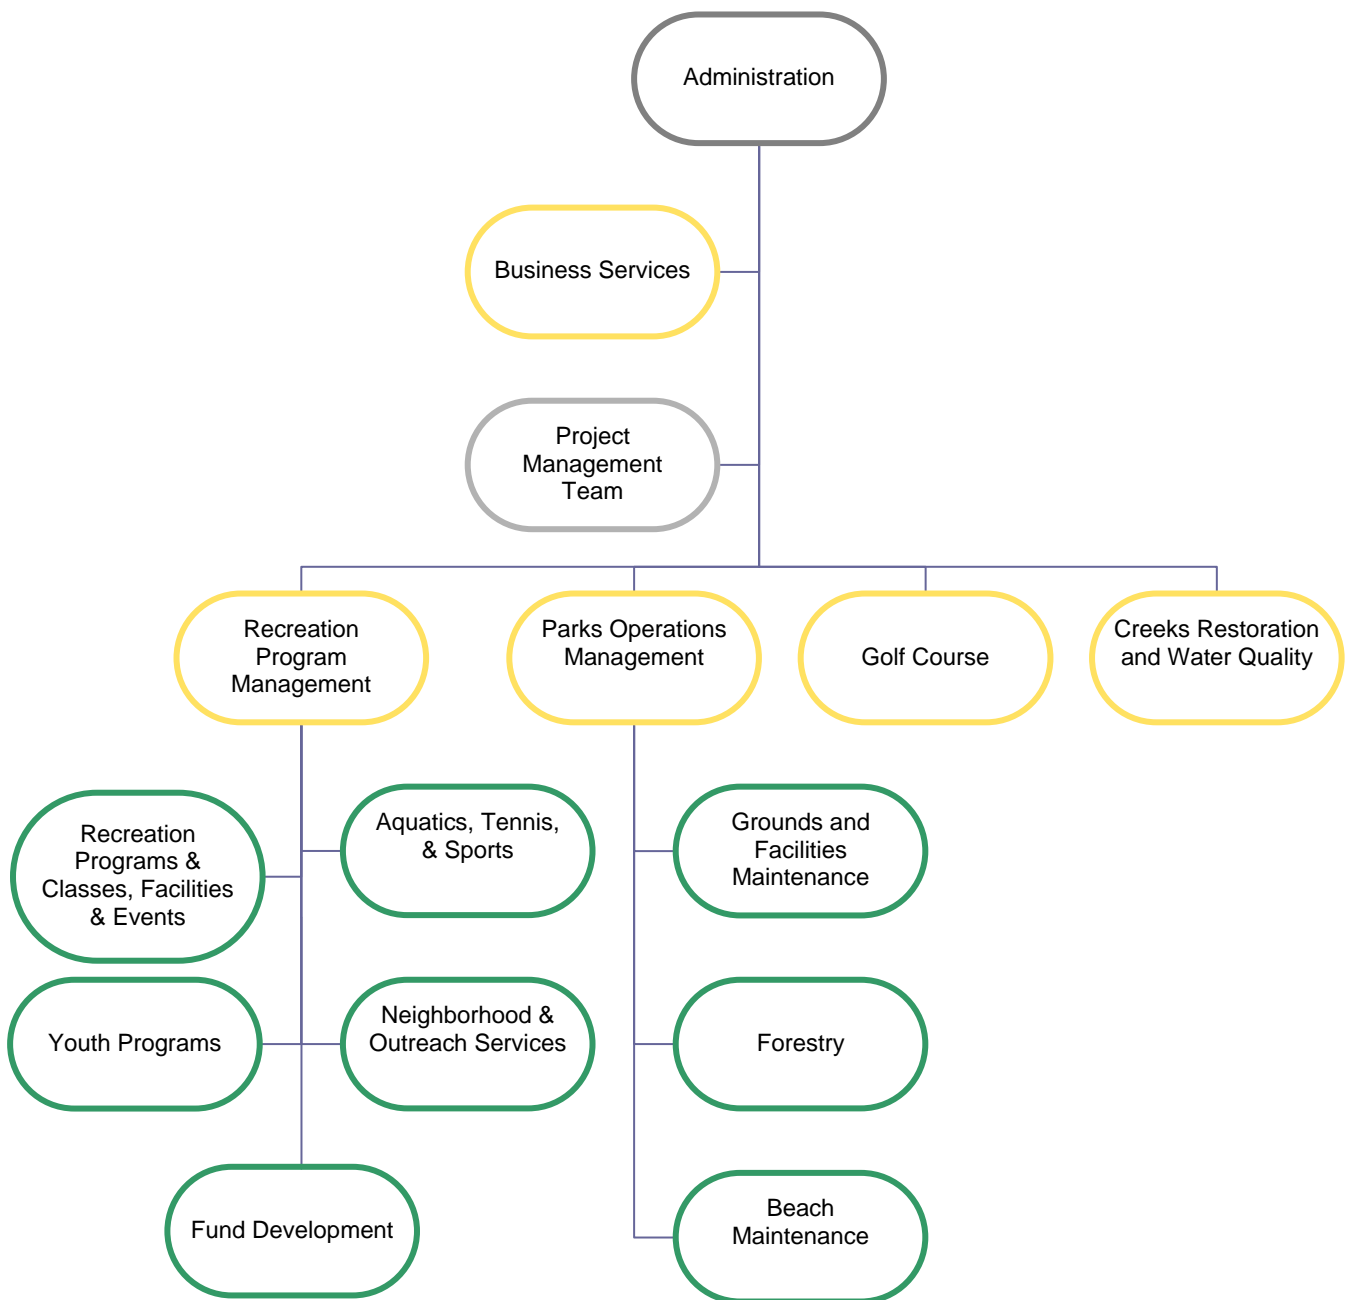 Administration
Business Services
Project
Management
Team
Recreation
Program
Management
Parks Operations
Management
Golf Course
Creeks Restoration
and Water Quality
Recreation
Programs &
Classes, Facilities
& Events
Aquatics, Tennis,
& Sports
Grounds and
Facilities
Maintenance
Youth Programs
Neighborhood &
Outreach Services
Forestry
Fund Development
Beach
Maintenance